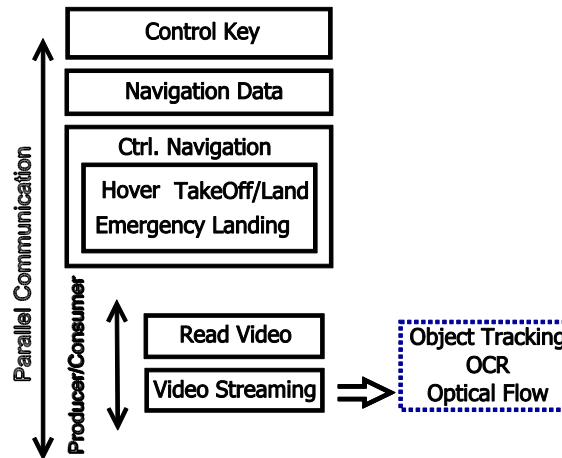 Control Key
Navigation Data
Ctrl. Navigation
Hover TakeOff/Land
Emergency Landing
Parallel Communication
Producer/Consumer
Read Video
Video Streaming
Object Tracking
OCR
Optical Flow